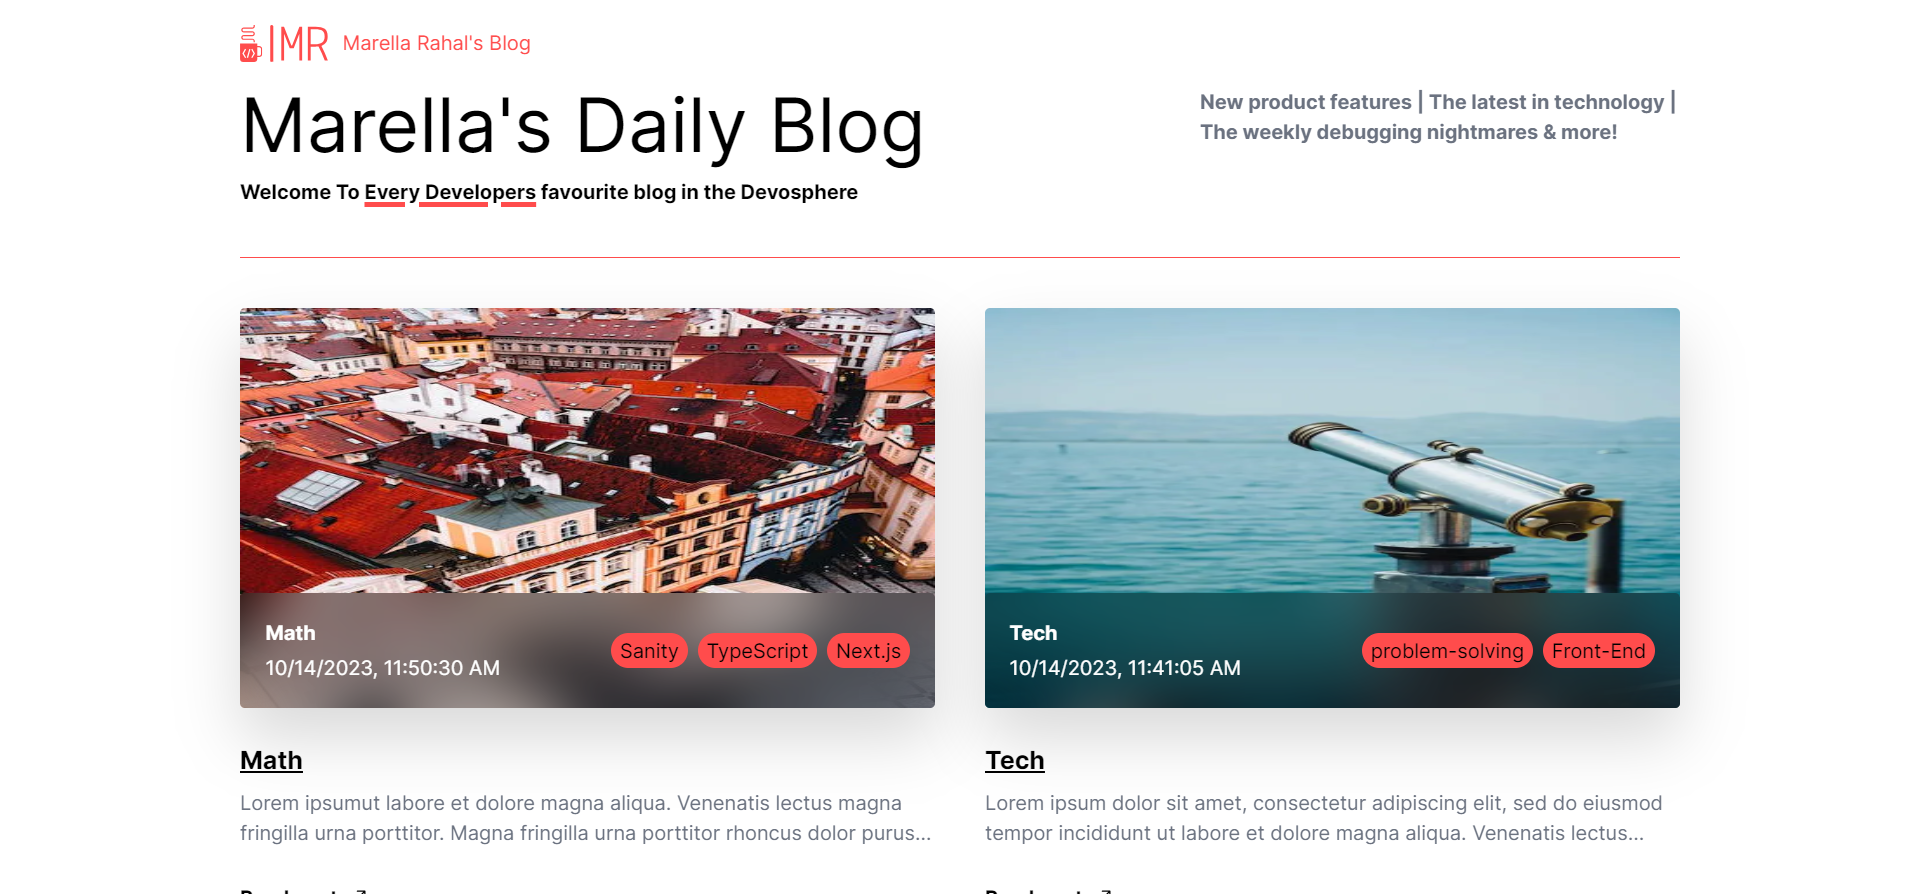 IMR Marella Rahal's Blog
Marella's Daily Blog
New product features | The latest in technology |
The weekly debugging nightmares & more!
Welcome To Every Developers favourite blog in the Devosphere
Math
10/14/2023, 11:50:30 AM
Sanity
TypeScript
Next.js
Tech
10/14/2023, 11:41:05 AM
problem-solving
Front-End
Math
Lorem ipsumut labore et dolore magna aliqua. Venenatis lectus magna
fringilla urna porttitor. Magna fringilla urna porttitor rhoncus dolor purus...
Tech
Lorem ipsum dolor sit amet, consectetur adipiscing elit, sed do eiusmod
tempor incididunt ut labore et dolore magna aliqua. Venenatis lectus...